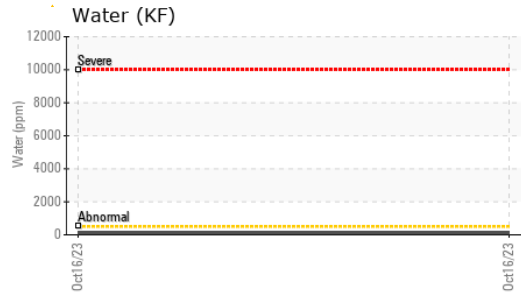 Water (KF)
12000
Severe
10000
8000
6000
4000
2000
Abnormal
0
Water (ppm)
Oct16/23
Oct16/23